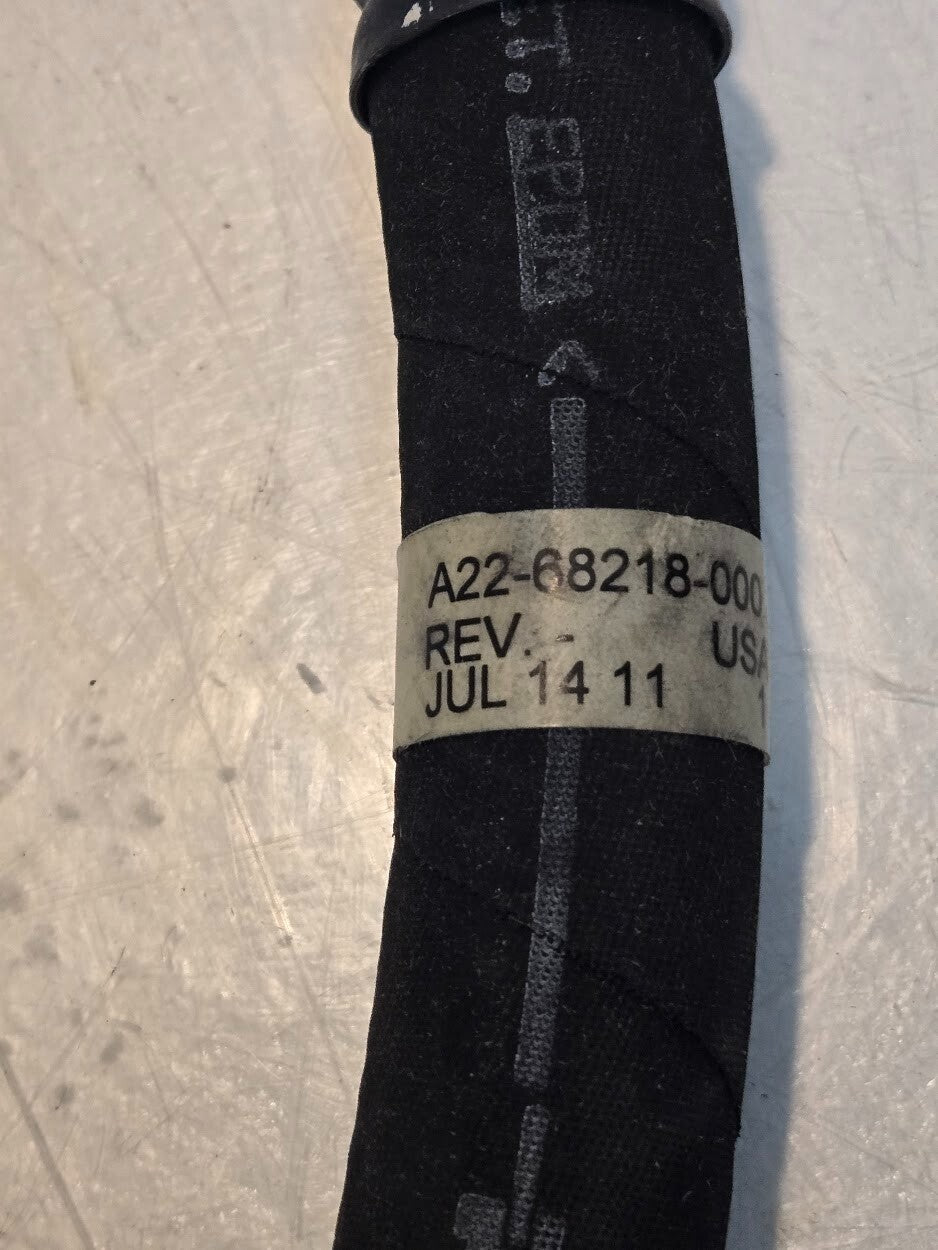 T.
EPDM
<
A22-68218-000
REV. - USA
JUL 14 11